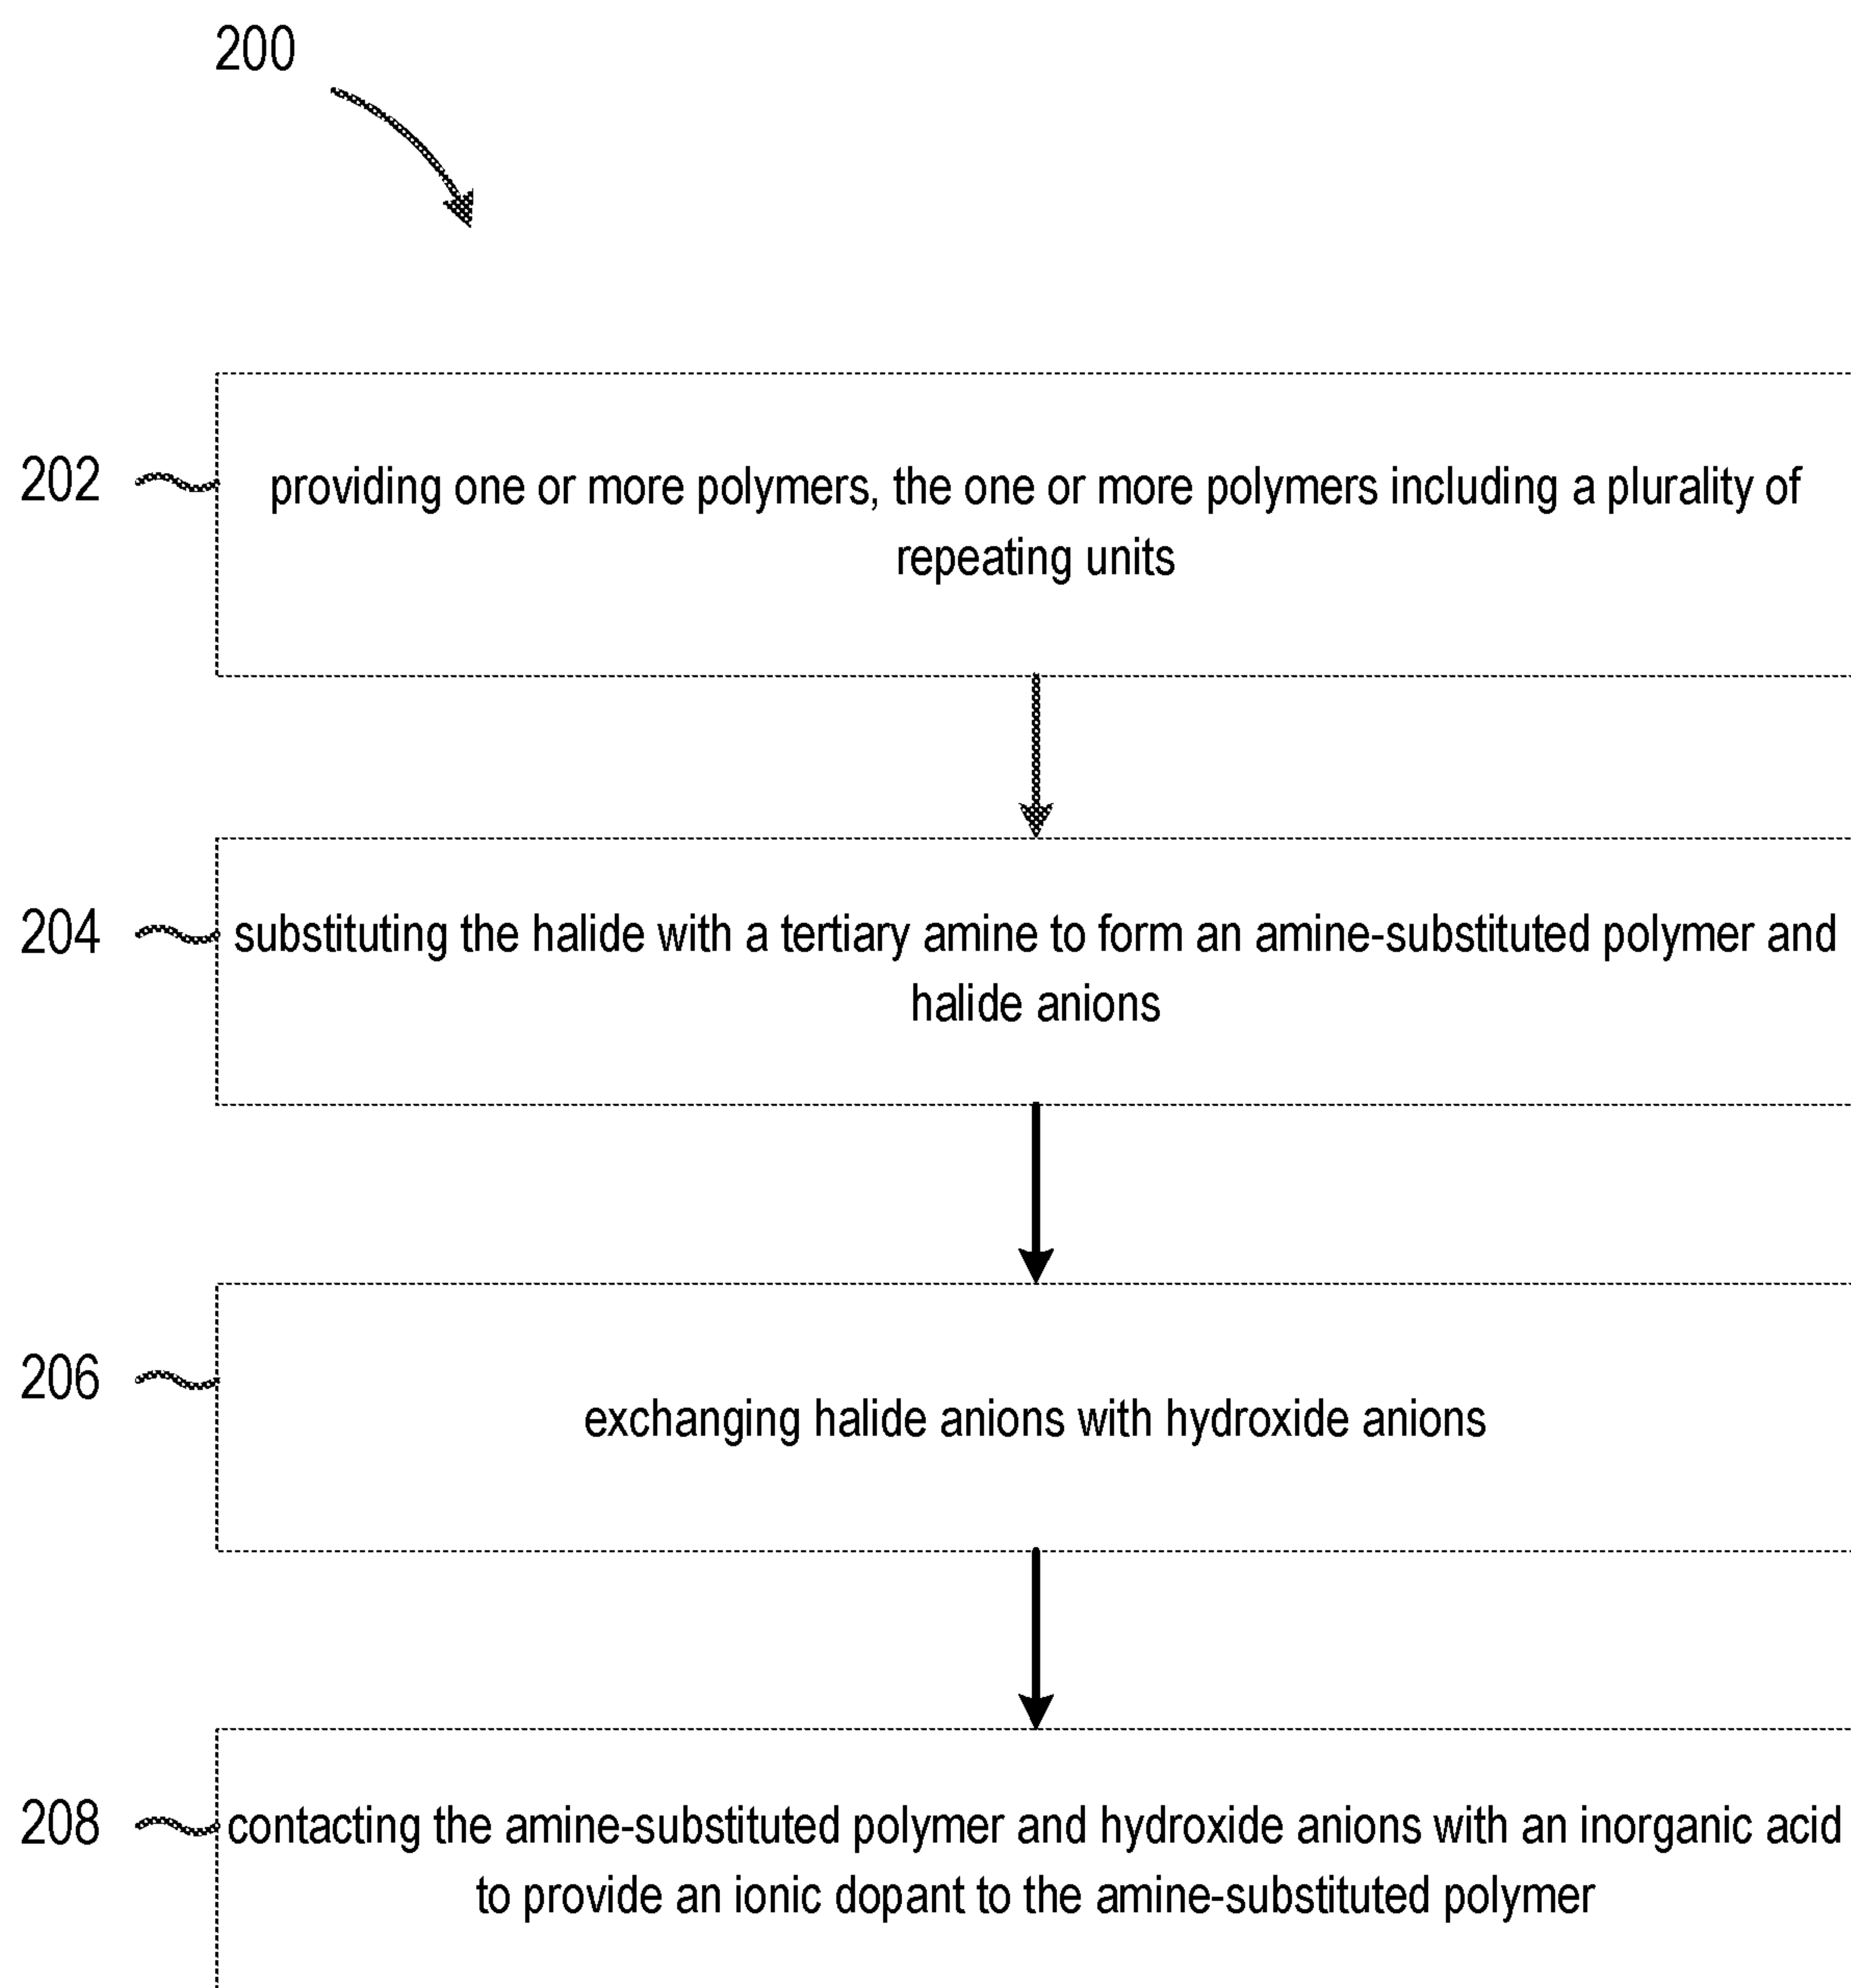 200
202
providing one or more polymers, the one or more polymers including a plurality of
repeating units
204
substituting the halide with a tertiary amine to form an amine-substituted polymer and
halide anions
206
exchanging halide anions with hydroxide anions
208
contacting the amine-substituted polymer and hydroxide anions with an inorganic acid
to provide an ionic dopant to the amine-substituted polymer